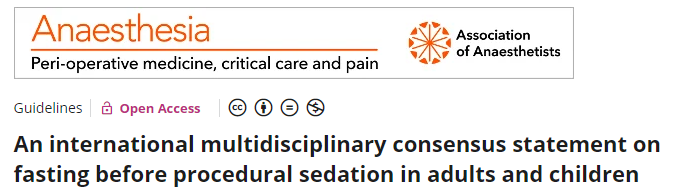 Anaesthesia
Peri-operative medicine, critical care and pain
Association
of Anaesthetists
Guidelines Open Access
An international multidisciplinary consensus statement on
fasting before procedural sedation in adults and children